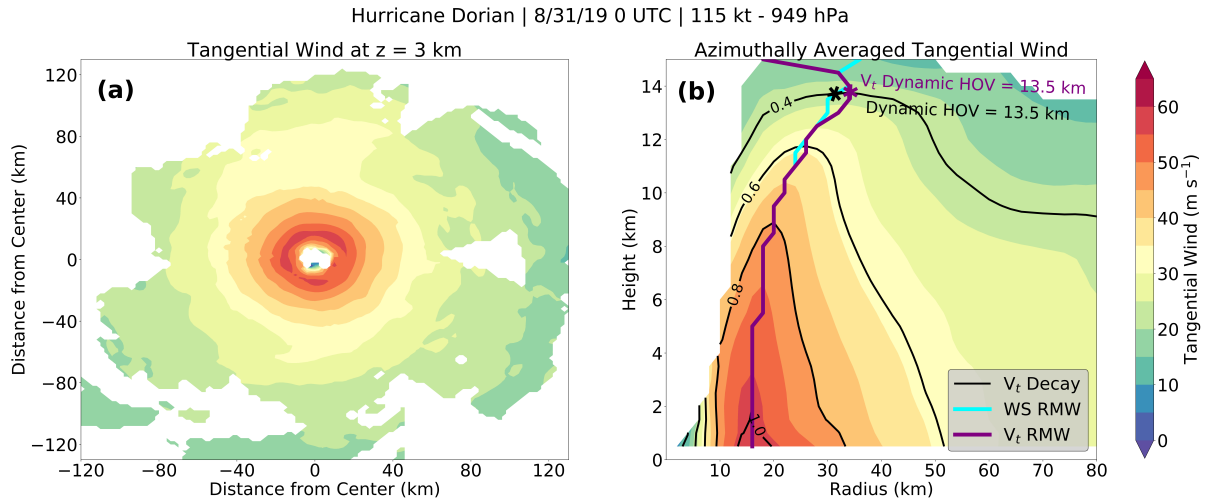 Hurricane Dorian | 8/31/19 0 UTC | 115 kt - 949 hPa
Tangential Wind at z = 3 km
(a)
Distance from Center (km)
120
80
40
0
−40
−80
−120
−120
−80
−40
0
40
80
120
Distance from Center (km)
Azimuthally Averaged Tangential Wind
(b)
V_t Dynamic HOV = 13.5 km
Dynamic HOV = 13.5 km
0.4
0.6
0.8
1.0
Height (km)
14
12
10
8
6
4
2
0
10
20
30
40
50
60
70
80
Radius (km)
V_t Decay
WS RMW
V_t RMW
60
50
40
30
20
10
0
Tangential Wind (m s⁻¹)